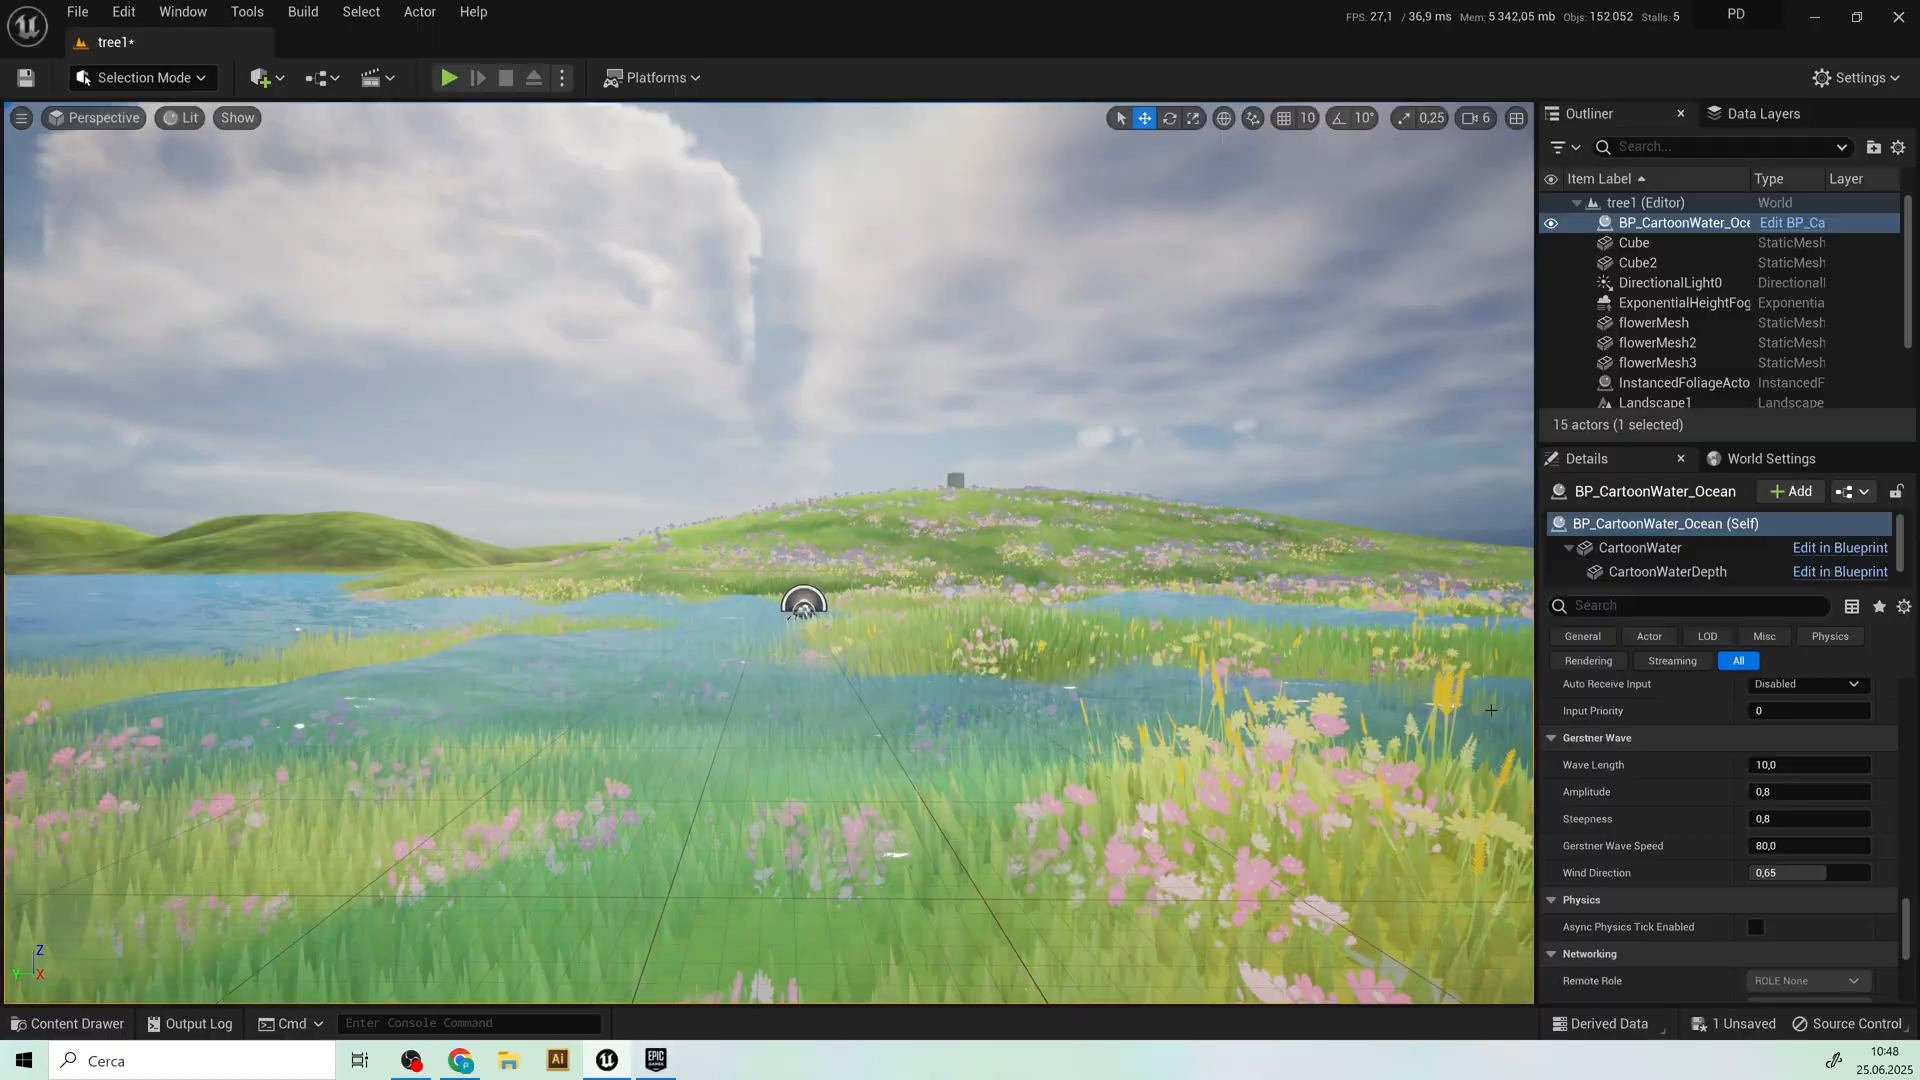 File Edit Window Tools Build Select Actor Help
FPS: 27,1 / 36,9 ms Mem: 5 342,05 mb Objs: 152 052 Stalls: 5 PD
tree1*
Selection Mode Platforms Settings
Perspective Lit Show 10 10° 0,25 6
Outliner Data Layers
Search...
Item Label Type Layer
tree1 (Editor) World
BP_CartoonWater_Oce Edit BP_Ca
Cube StaticMesh
Cube2 StaticMesh
DirectionalLight0 Directionall
ExponentialHeightFog Exponentia
flowerMesh StaticMesh
flowerMesh2 StaticMesh
flowerMesh3 StaticMesh
InstancedFoliageActo InstancedF
Landscape1 Landscape
15 actors (1 selected)
Details World Settings
BP_CartoonWater_Ocean Add
BP_CartoonWater_Ocean (Self)
CartoonWater Edit in Blueprint
CartoonWaterDepth Edit in Blueprint
Search
General Actor LOD Misc Physics
Rendering Streaming All
Auto Receive Input Disabled
Input Priority 0
Gerstner Wave
Wave Length 10,0
Amplitude 0,8
Steepness 0,8
Gerstner Wave Speed 80,0
Wind Direction 0,65
Physics
Async Physics Tick Enabled
Networking
Remote Role ROLE None
Z
Y X
Content Drawer Output Log Cmd Enter Console Command Derived Data 1 Unsaved Source Control
Cerca Ai EPIC GAMES
10:48
25.06.2025